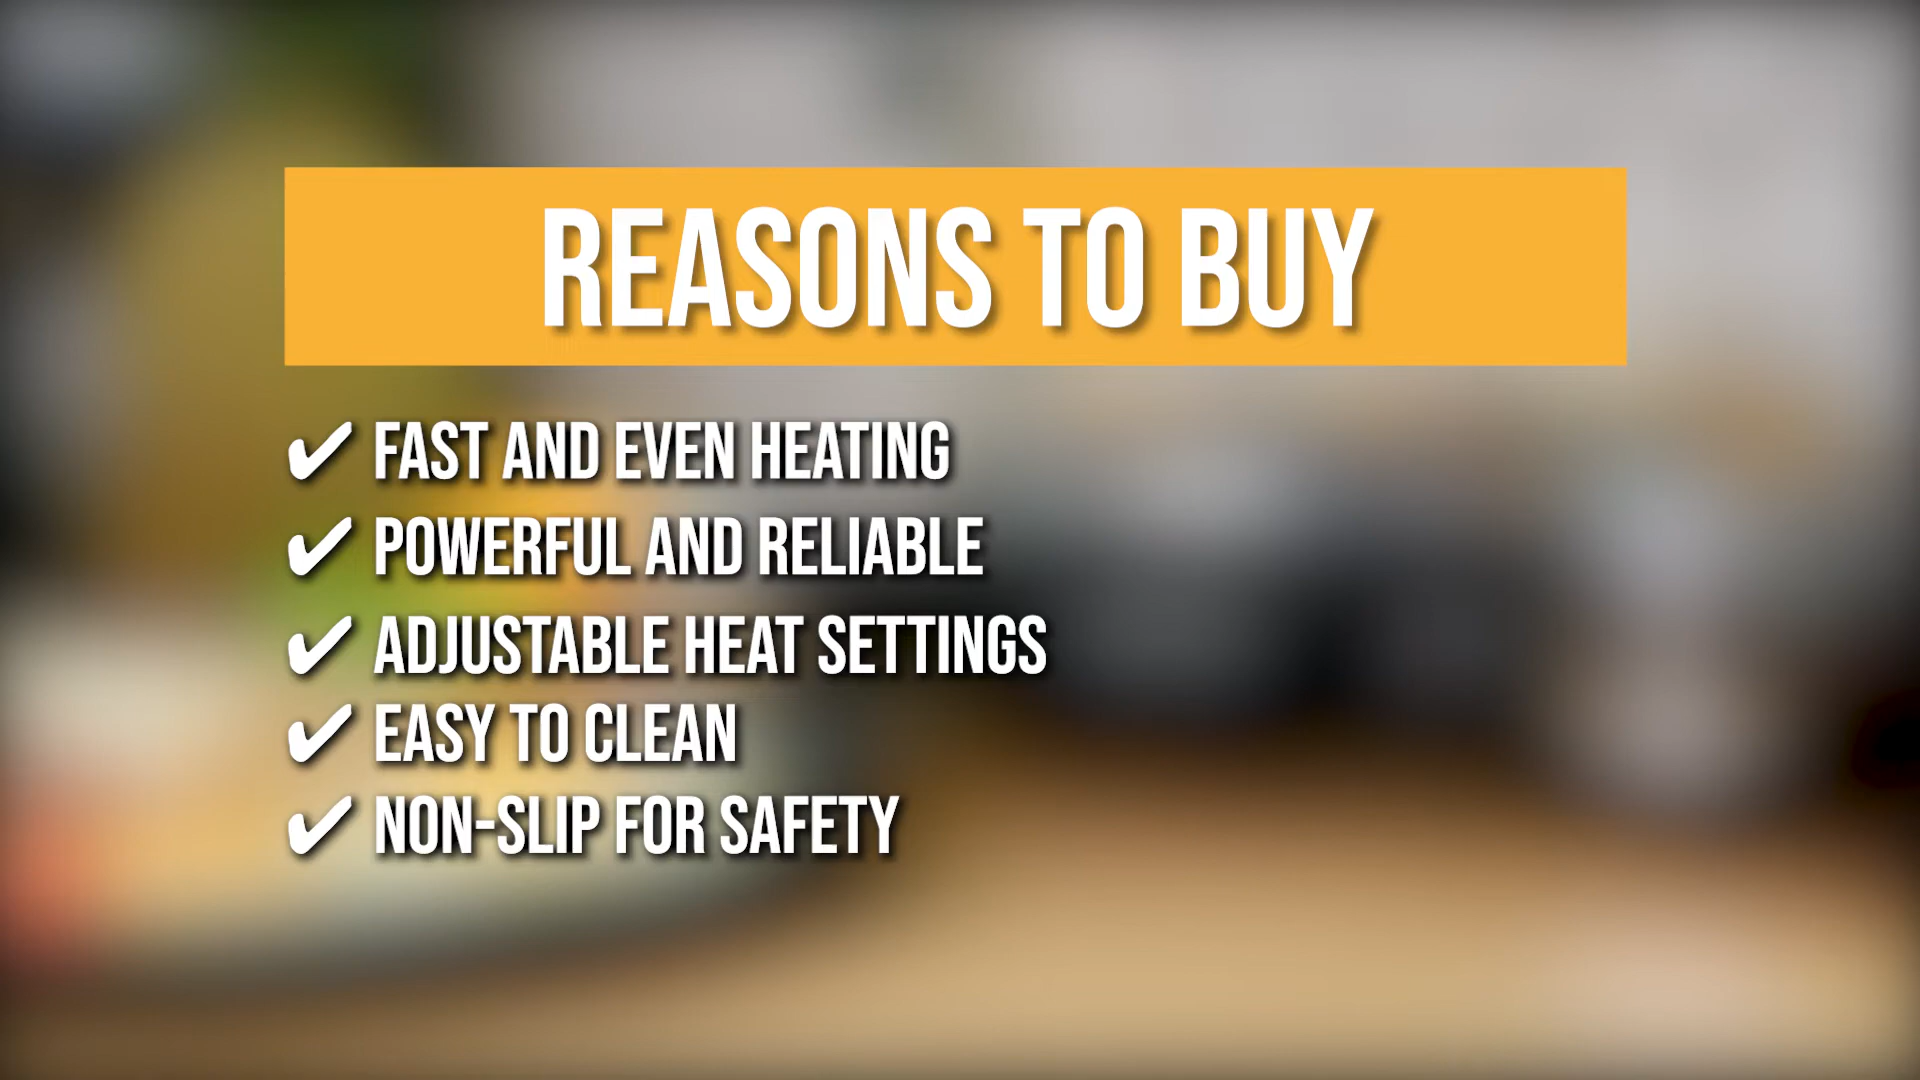 REASONS TO BUY
✔ FAST AND EVEN HEATING
✔ POWERFUL AND RELIABLE
✔ ADJUSTABLE HEAT SETTINGS
✔ EASY TO CLEAN
✔ NON-SLIP FOR SAFETY